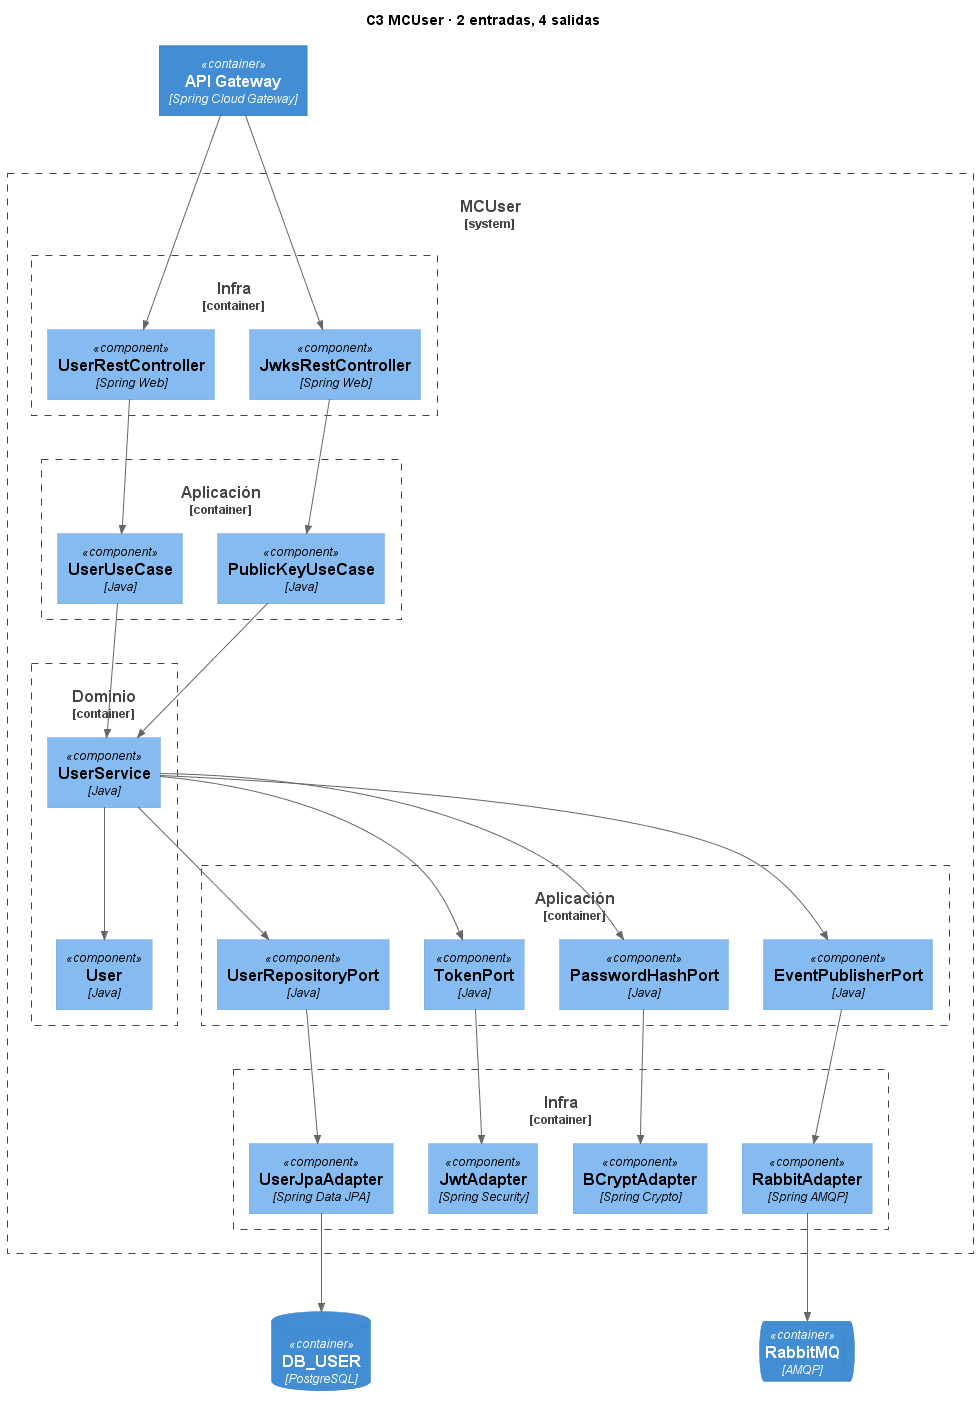 C3 MCUser · 2 entradas, 4 salidas
«container»
API Gateway
[Spring Cloud Gateway]
MCUser
[system]
Infra
[container]
«component»
UserRestController
[Spring Web]
«component»
JwksRestController
[Spring Web]
Aplicación
[container]
«component»
UserUseCase
[Java]
«component»
PublicKeyUseCase
[Java]
Dominio
[container]
«component»
UserService
[Java]
«component»
User
[Java]
Aplicación
[container]
«component»
UserRepositoryPort
[Java]
«component»
TokenPort
[Java]
«component»
PasswordHashPort
[Java]
«component»
EventPublisherPort
[Java]
Infra
[container]
«component»
UserJpaAdapter
[Spring Data JPA]
«component»
JwtAdapter
[Spring Security]
«component»
BCryptAdapter
[Spring Crypto]
«component»
RabbitAdapter
[Spring AMQP]
«container»
DB_USER
[PostgreSQL]
«container»
RabbitMQ
[AMQP]